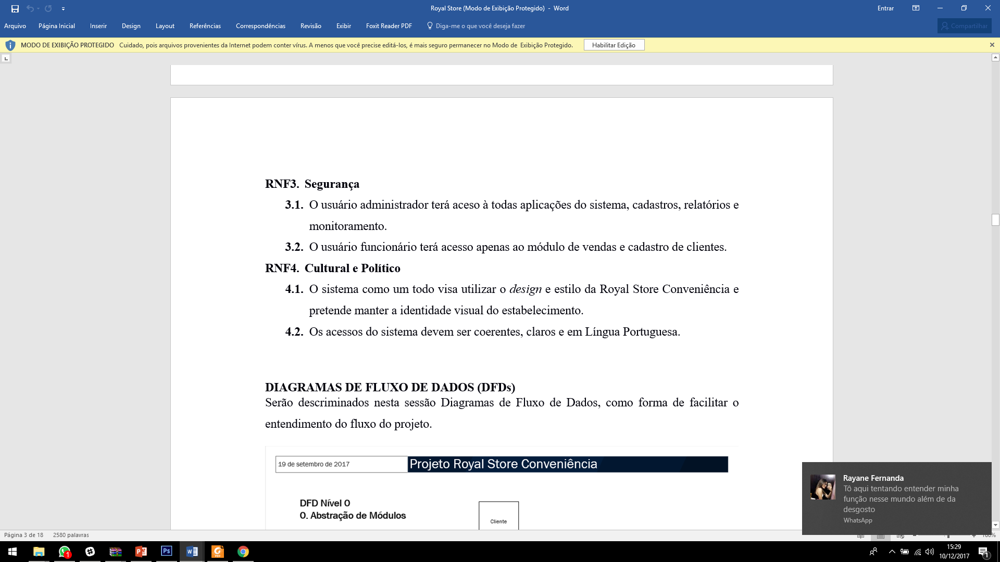 Royal Store (Modo de Exibição Protegido) - Word
Entrar
Arquivo Página Inicial Inserir Design Layout Referências Correspondências Revisão Exibir Foxit Reader PDF Diga-me o que você deseja fazer Compartilhar
MODO DE EXIBIÇÃO PROTEGIDO Cuidado, pois arquivos provenientes da Internet podem conter vírus. A menos que você precise editá-los, é mais seguro permanecer no Modo de Exibição Protegido. Habilitar Edição
RNF3. Segurança
3.1. O usuário administrador terá aceso à todas aplicações do sistema, cadastros, relatórios e
monitoramento.
3.2. O usuário funcionário terá acesso apenas ao módulo de vendas e cadastro de clientes.
RNF4. Cultural e Político
4.1. O sistema como um todo visa utilizar o design e estilo da Royal Store Conveniência e
pretende manter a identidade visual do estabelecimento.
4.2. Os acessos do sistema devem ser coerentes, claros e em Língua Portuguesa.
DIAGRAMAS DE FLUXO DE DADOS (DFDs)
Serão descriminados nesta sessão Diagramas de Fluxo de Dados, como forma de facilitar o
entendimento do fluxo do projeto.
19 de setembro de 2017 Projeto Royal Store Conveniência
DFD Nível 0
0. Abstração de Módulos
Cliente
Rayane Fernanda
Tô aqui tentando entender minha
função nesse mundo além de da
desgosto
WhatsApp
Página 3 de 18 2580 palavras
160%
1
Ps
15:29
10/12/2017
1